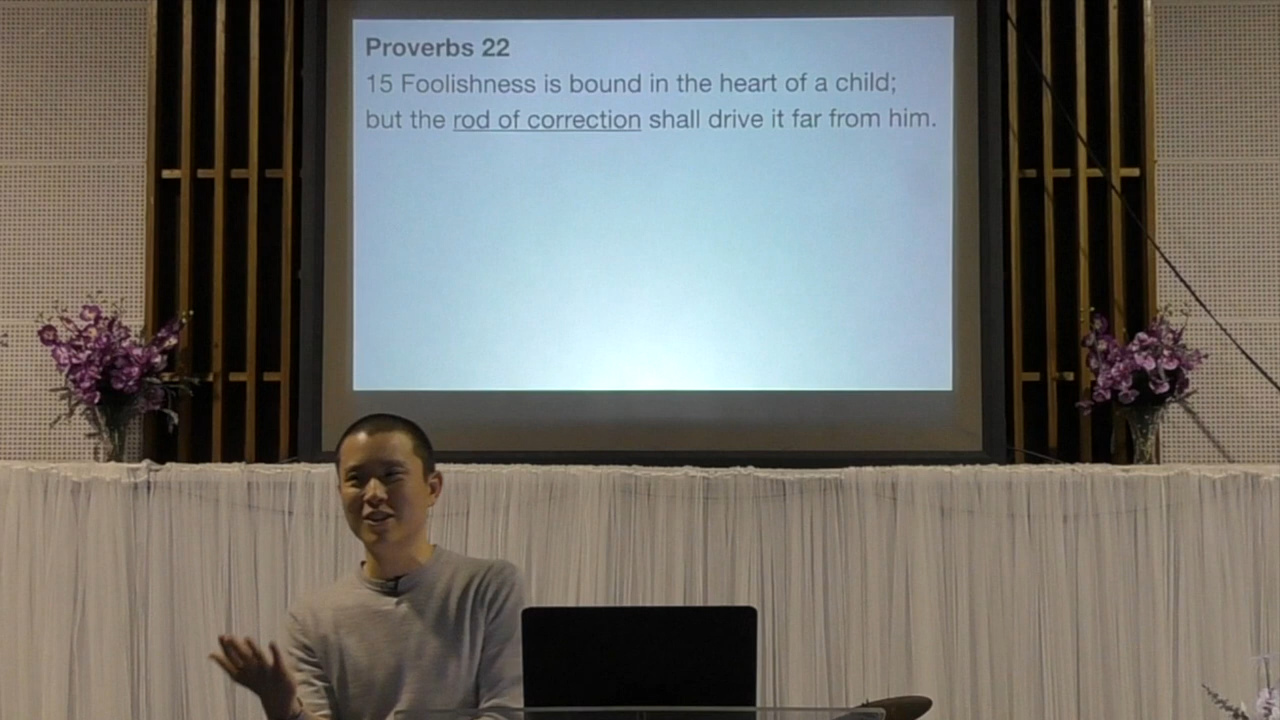 Proverbs 22
15 Foolishness is bound in the heart of a child;
but the rod of correction shall drive it far from him.